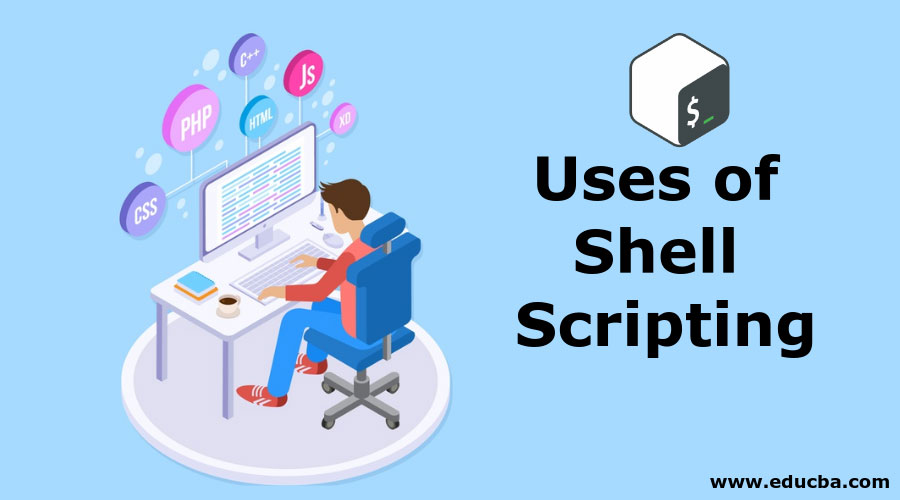 C++
JS
PHP
HTML
XD
CSS
$_
Uses of
Shell
Scripting
www.educba.com